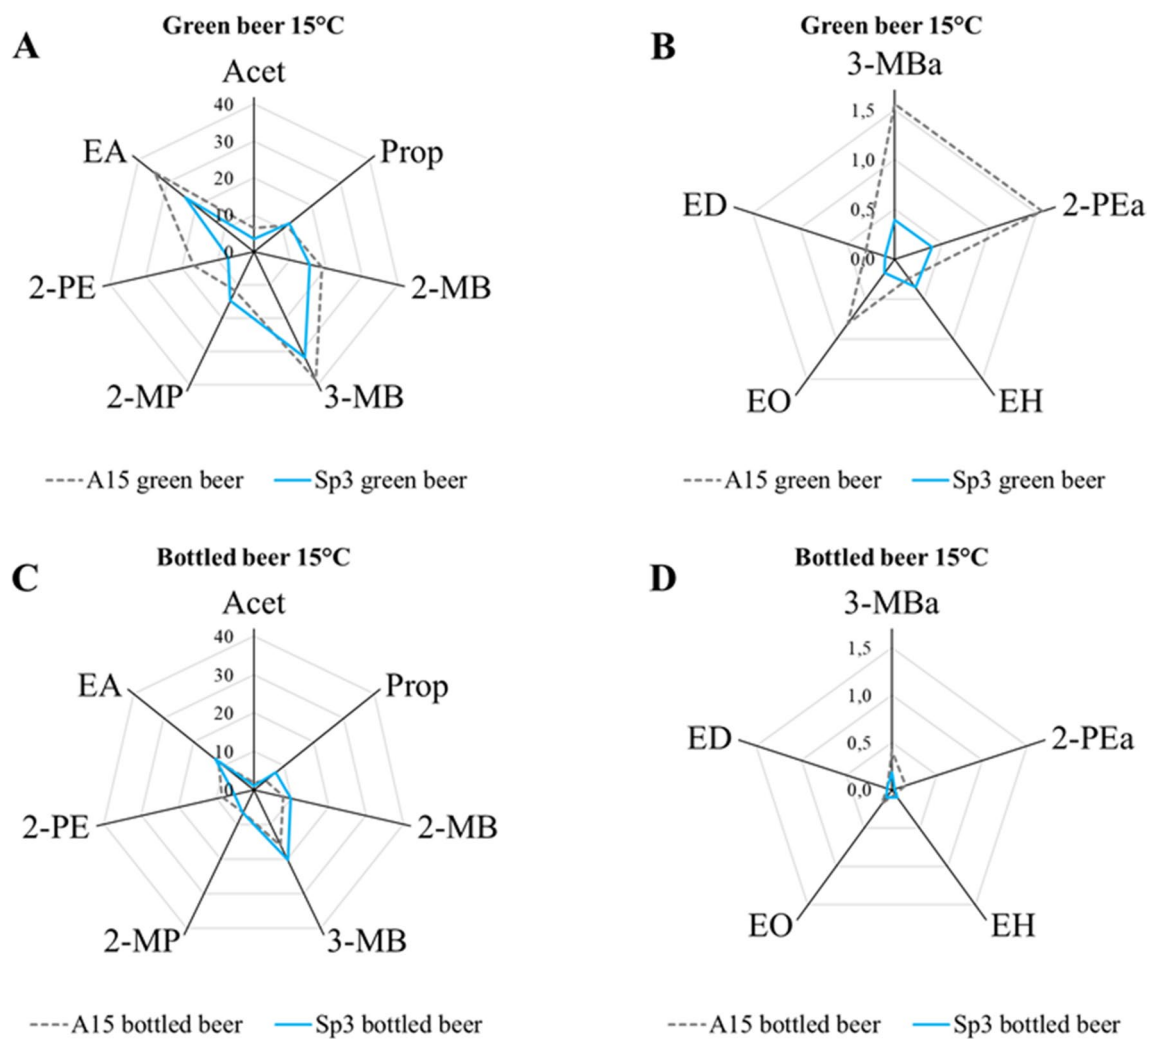 A
Green beer 15°C
Acet
40
30
20
10
0
EA
Prop
2-PE
2-MB
2-MP
3-MB
A15 green beer
Sp3 green beer
B
Green beer 15°C
3-MBa
1,5
1,0
0,5
0,0
ED
2-PEa
EO
EH
A15 green beer
Sp3 green beer
C
Bottled beer 15°C
Acet
40
30
20
10
0
EA
Prop
2-PE
2-MB
2-MP
3-MB
A15 bottled beer
Sp3 bottled beer
D
Bottled beer 15°C
3-MBa
1,5
1,0
0,5
0,0
ED
2-PEa
EO
EH
A15 bottled beer
Sp3 bottled beer